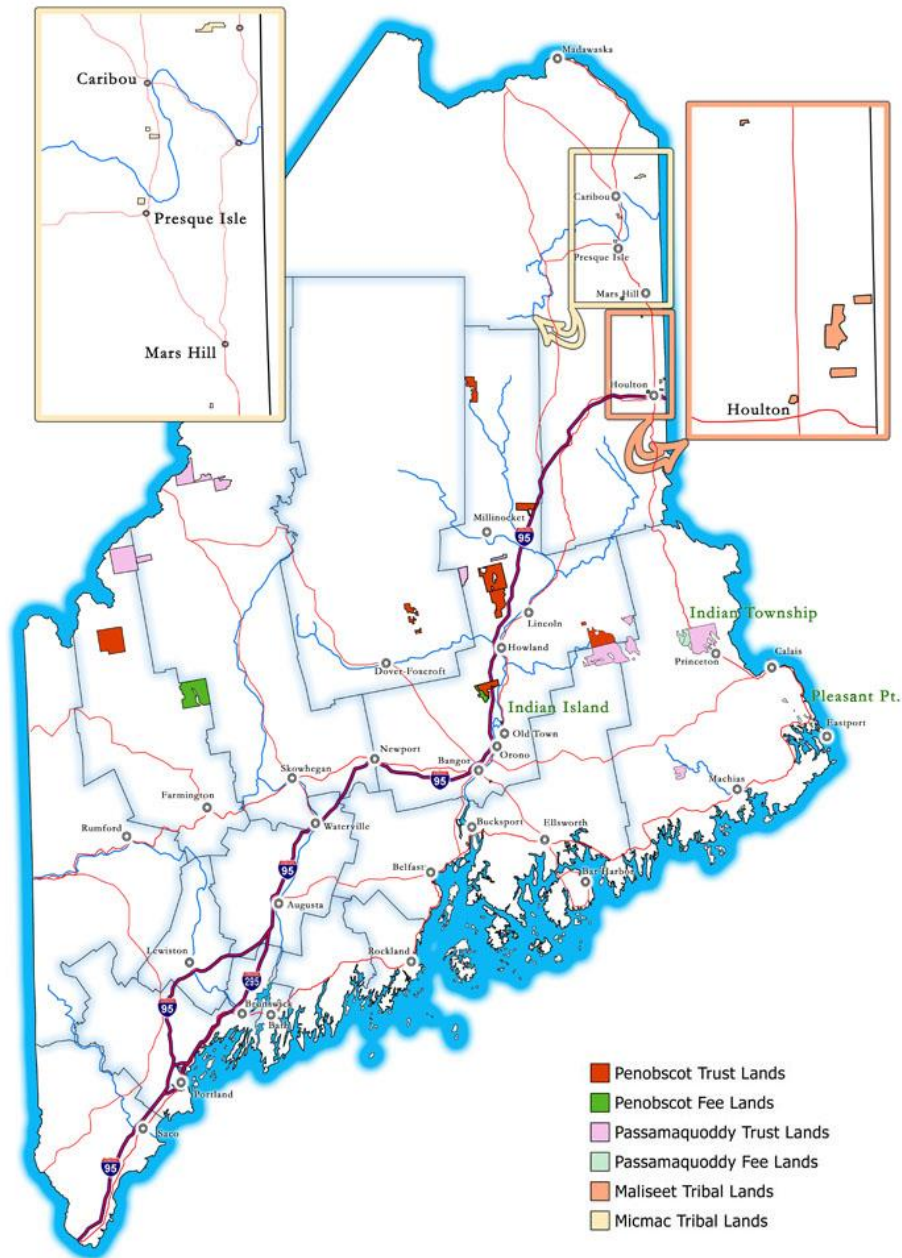 Caribou
Presque Isle
Mars Hill
Madawaska
Caribou
Presque Isle
Mars Hill
Houlton
Houlton
Millinocket
95
Lincoln
Howland
Indian Township
Princeton
Calais
Dover-Foxcroft
Indian Island
Pleasant Pt.
Eastport
Old Town
Orono
Newport
Bangor
95
Skowhegan
Machias
Farmington
Rumford
Waterville
Bucksport
Ellsworth
95
Belfast
Bar Harbor
Augusta
Lewiston
Rockland
295
95
Brunswick
Bath
Portland
Saco
95
Penobscot Trust Lands
Penobscot Fee Lands
Passamaquoddy Trust Lands
Passamaquoddy Fee Lands
Maliseet Tribal Lands
Micmac Tribal Lands